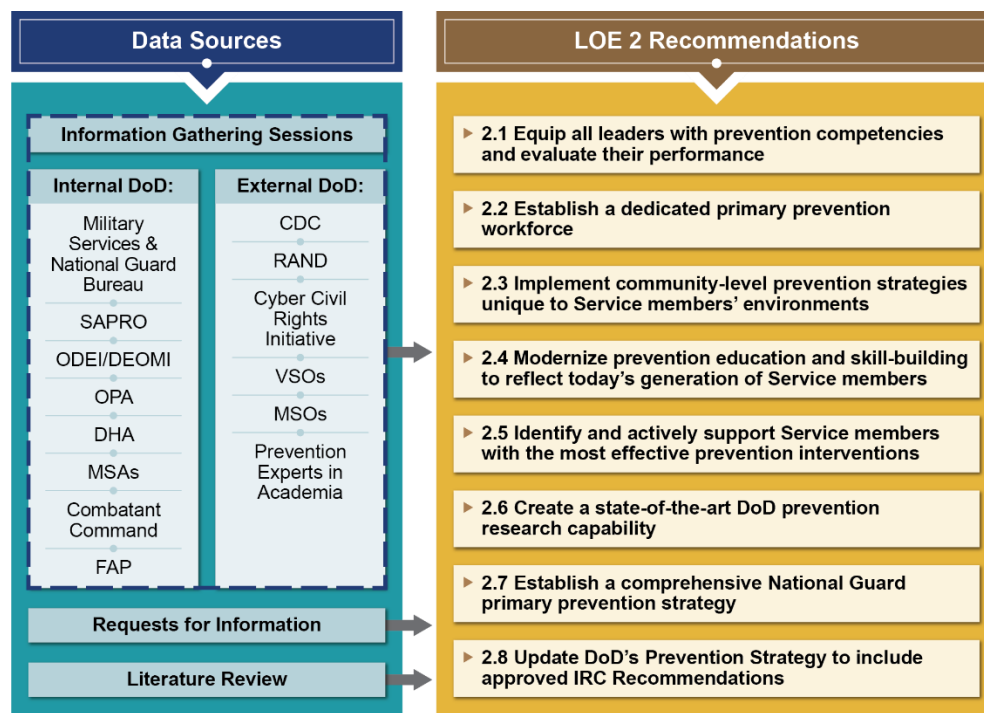 Data Sources
Information Gathering Sessions
Internal DoD:
Military
Services &
National Guard
Bureau
SAPRO
ODEI/DEOMI
OPA
DHA
MSAs
Combatant
Command
FAP
External DoD:
CDC
RAND
Cyber Civil
Rights
Initiative
VSOs
MSOs
Prevention
Experts in
Academia
Requests for Information
Literature Review
LOE 2 Recommendations
2.1 Equip all leaders with prevention competencies
and evaluate their performance
2.2 Establish a dedicated primary prevention
workforce
2.3 Implement community-level prevention strategies
unique to Service members’ environments
2.4 Modernize prevention education and skill-building
to reflect today’s generation of Service members
2.5 Identify and actively support Service members
with the most effective prevention interventions
2.6 Create a state-of-the-art DoD prevention
research capability
2.7 Establish a comprehensive National Guard
primary prevention strategy
2.8 Update DoD’s Prevention Strategy to include
approved IRC Recommendations